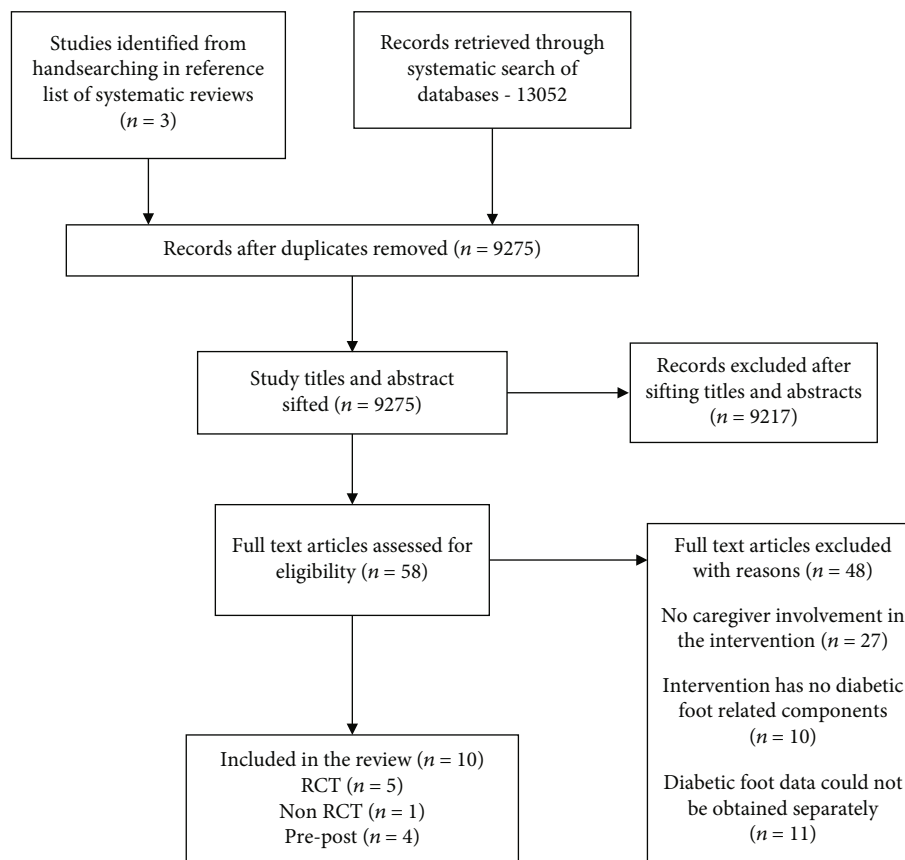 Studies identified from
handsearching in reference
list of systematic reviews
(n = 3)
Records retrieved through
systematic search of
databases - 13052
Records after duplicates removed (n = 9275)
Study titles and abstract
sifted (n = 9275)
Records excluded after
sifting titles and abstracts
(n = 9217)
Full text articles assessed for
eligibility (n = 58)
Full text articles excluded
with reasons (n = 48)
No caregiver involvement in
the intervention (n = 27)
Intervention has no diabetic
foot related components
(n = 10)
Diabetic foot data could not
be obtained separately
(n = 11)
Included in the review (n = 10)
RCT (n = 5)
Non RCT (n = 1)
Pre-post (n = 4)